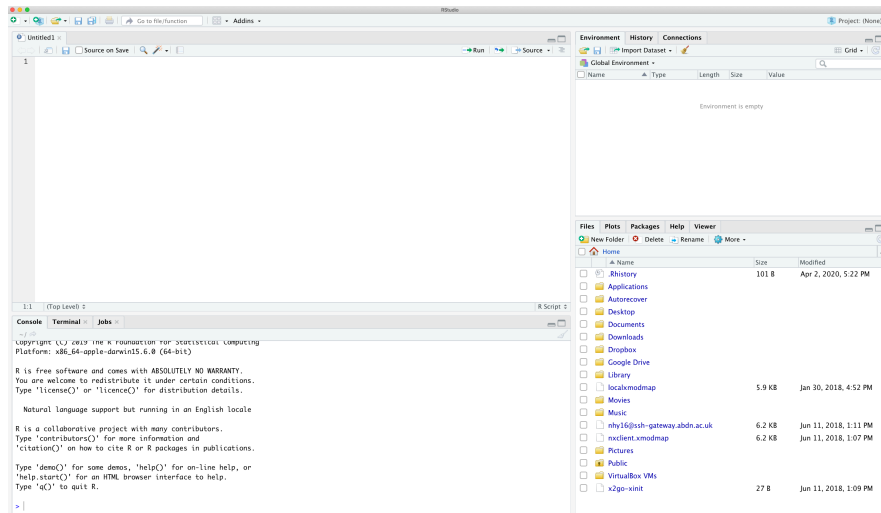 RStudio
Go to file/function
Addins
Project: (None)
Untitled1
Source on Save
Run
Source
1
1:1 (Top Level)
R Script
Console Terminal Jobs
~/
Copyright (C) 2019 The R Foundation for Statistical Computing
Platform: x86_64-apple-darwin15.6.0 (64-bit)
R is free software and comes with ABSOLUTELY NO WARRANTY.
You are welcome to redistribute it under certain conditions.
Type 'license()' or 'licence()' for distribution details.
Natural language support but running in an English locale
R is a collaborative project with many contributors.
Type 'contributors()' for more information and
'citation()' on how to cite R or R packages in publications.
Type 'demo()' for some demos, 'help()' for on-line help, or
'help.start()' for an HTML browser interface to help.
Type 'q()' to quit R.
>
Environment History Connections
Import Dataset
Grid
Global Environment
Name Type Length Size Value
Environment is empty
Files Plots Packages Help Viewer
New Folder Delete Rename More
Home
Name Size Modified
.Rhistory 101 B Apr 2, 2020, 5:22 PM
Applications
Autorecover
Desktop
Documents
Downloads
Dropbox
Google Drive
Library
localxmodmap 5.9 KB Jan 30, 2018, 4:52 PM
Movies
Music
nhy16@ssh-gateway.abdn.ac.uk 6.2 KB Jun 11, 2018, 1:11 PM
nxclient.xmodmap 6.2 KB Jun 11, 2018, 1:07 PM
Pictures
Public
VirtualBox VMs
x2go-xinit 27 B Jun 11, 2018, 1:09 PM